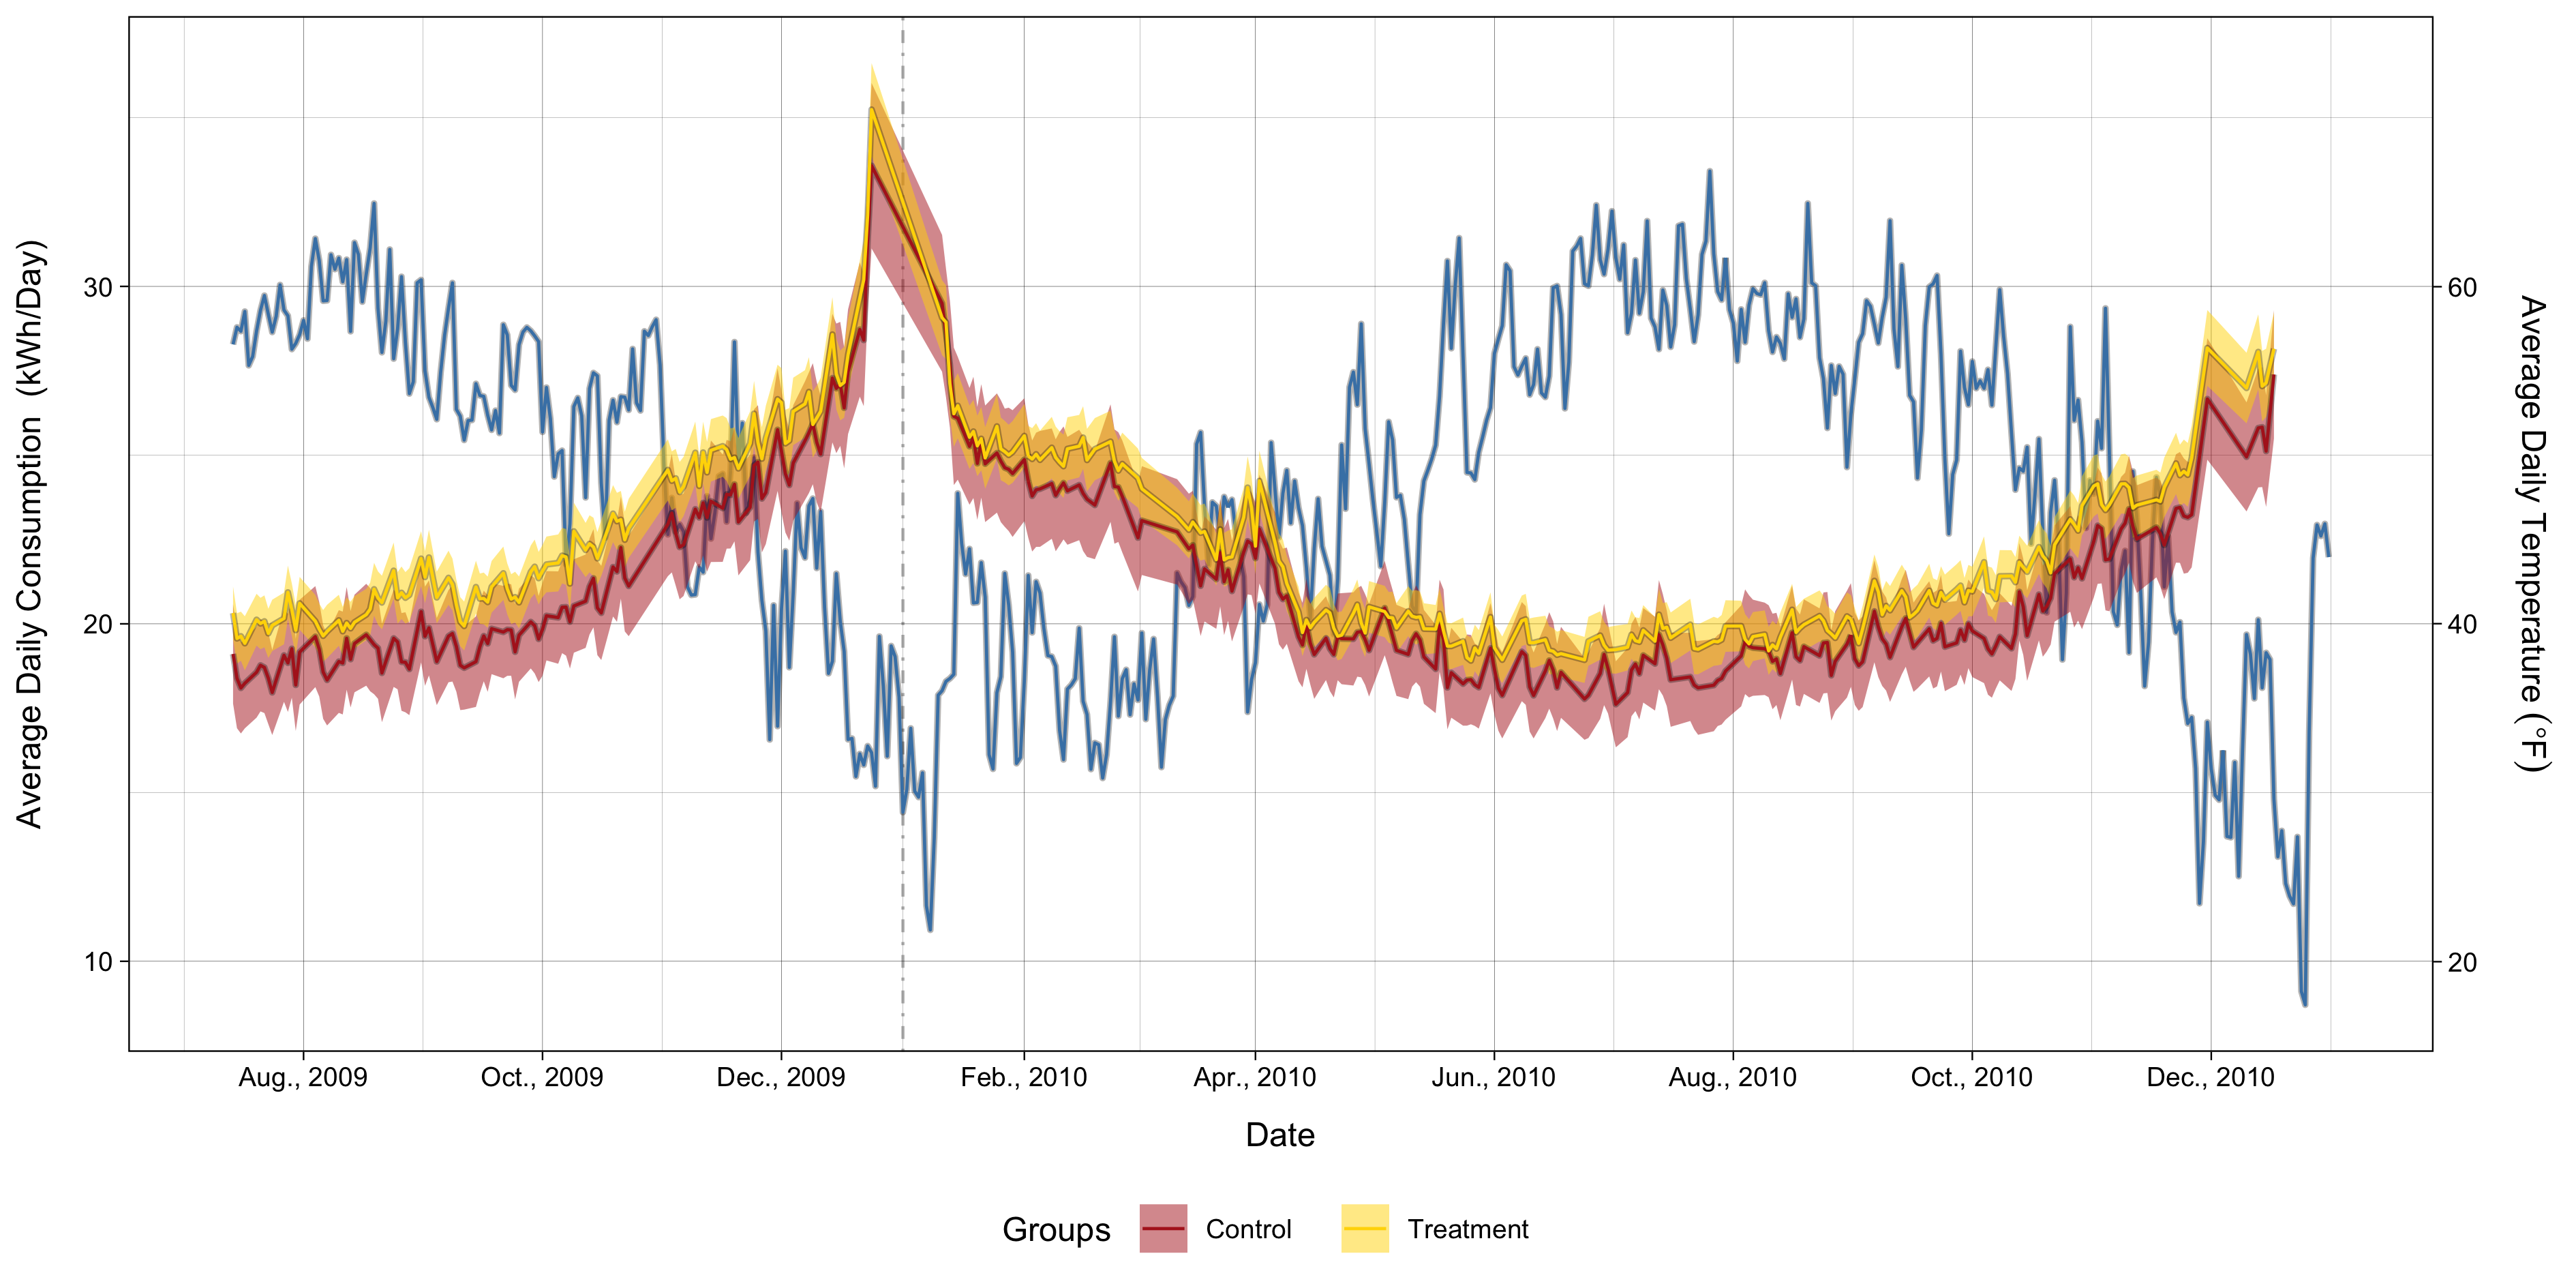 Average Daily Consumption  (kWh/Day)
30
20
10
60
40
20
Average Daily Temperature (°F)
Aug., 2009
Oct., 2009
Dec., 2009
Feb., 2010
Apr., 2010
Jun., 2010
Aug., 2010
Oct., 2010
Dec., 2010
Date
Groups
Control
Treatment